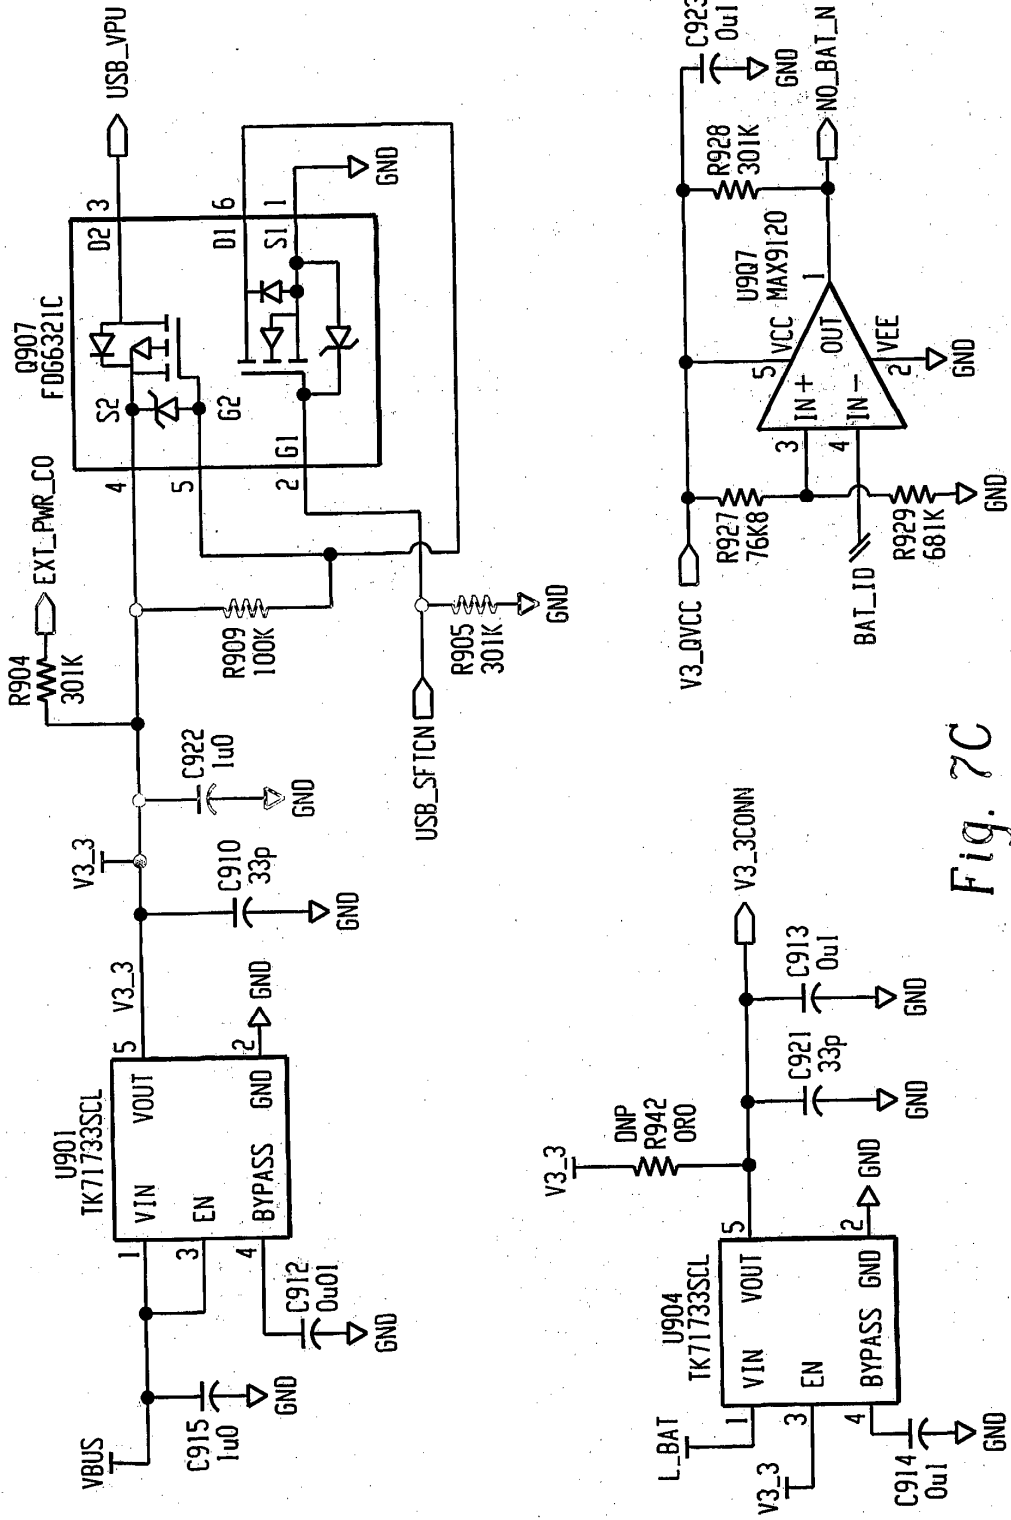 VBUS
C915
1u0
GND
U901
TK71733SCL
VIN
VOUT
EN
BYPASS
GND
1
3
4
5
2
C912
0u01
GND
GND
V3_3
V3_3
C910
33p
GND
C922
1u0
GND
R904
301K
EXT_PWR_CO
R909
100K
USB_SFTCN
R905
301K
GND
Q907
FDG6321C
S2
D2
G2
D1
G1
S1
4
5
2
3
6
1
USB_VPU
GND
L_BAT
V3_3
U904
TK71733SCL
VIN
VOUT
EN
BYPASS
GND
1
3
4
5
2
C914
0u1
GND
GND
V3_3
DNP
R942
0R0
C921
33p
GND
C913
0u1
GND
V3_3CONN
V3_QVCC
R927
76K8
BAT_ID
R929
681K
GND
U907
MAX9120
IN+
IN-
VCC
OUT
VEE
3
4
5
2
1
GND
R928
301K
C923
0u1
GND
NO_BAT_N
Fig. 7C